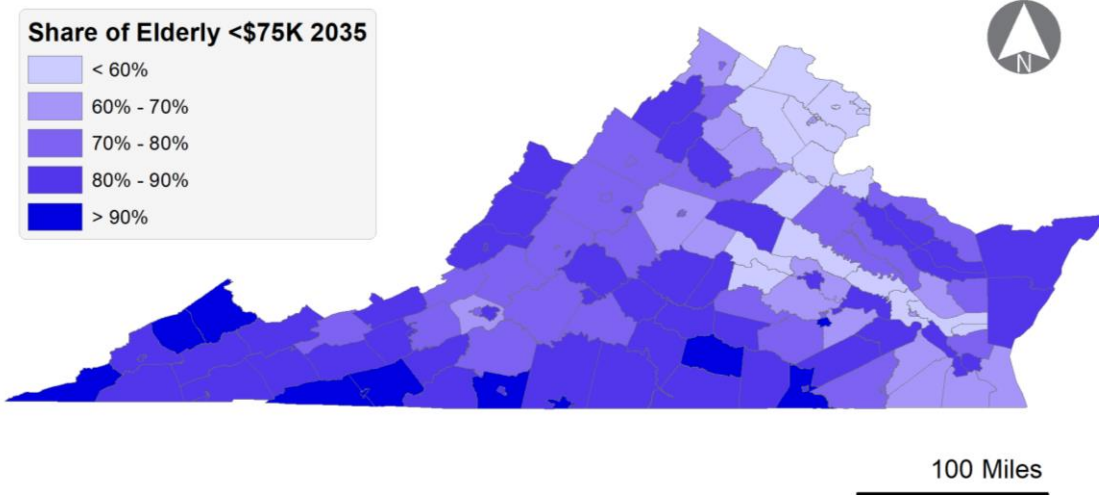 Share of Elderly <$75K 2035
< 60%
60% - 70%
70% - 80%
80% - 90%
> 90%
N
100 Miles